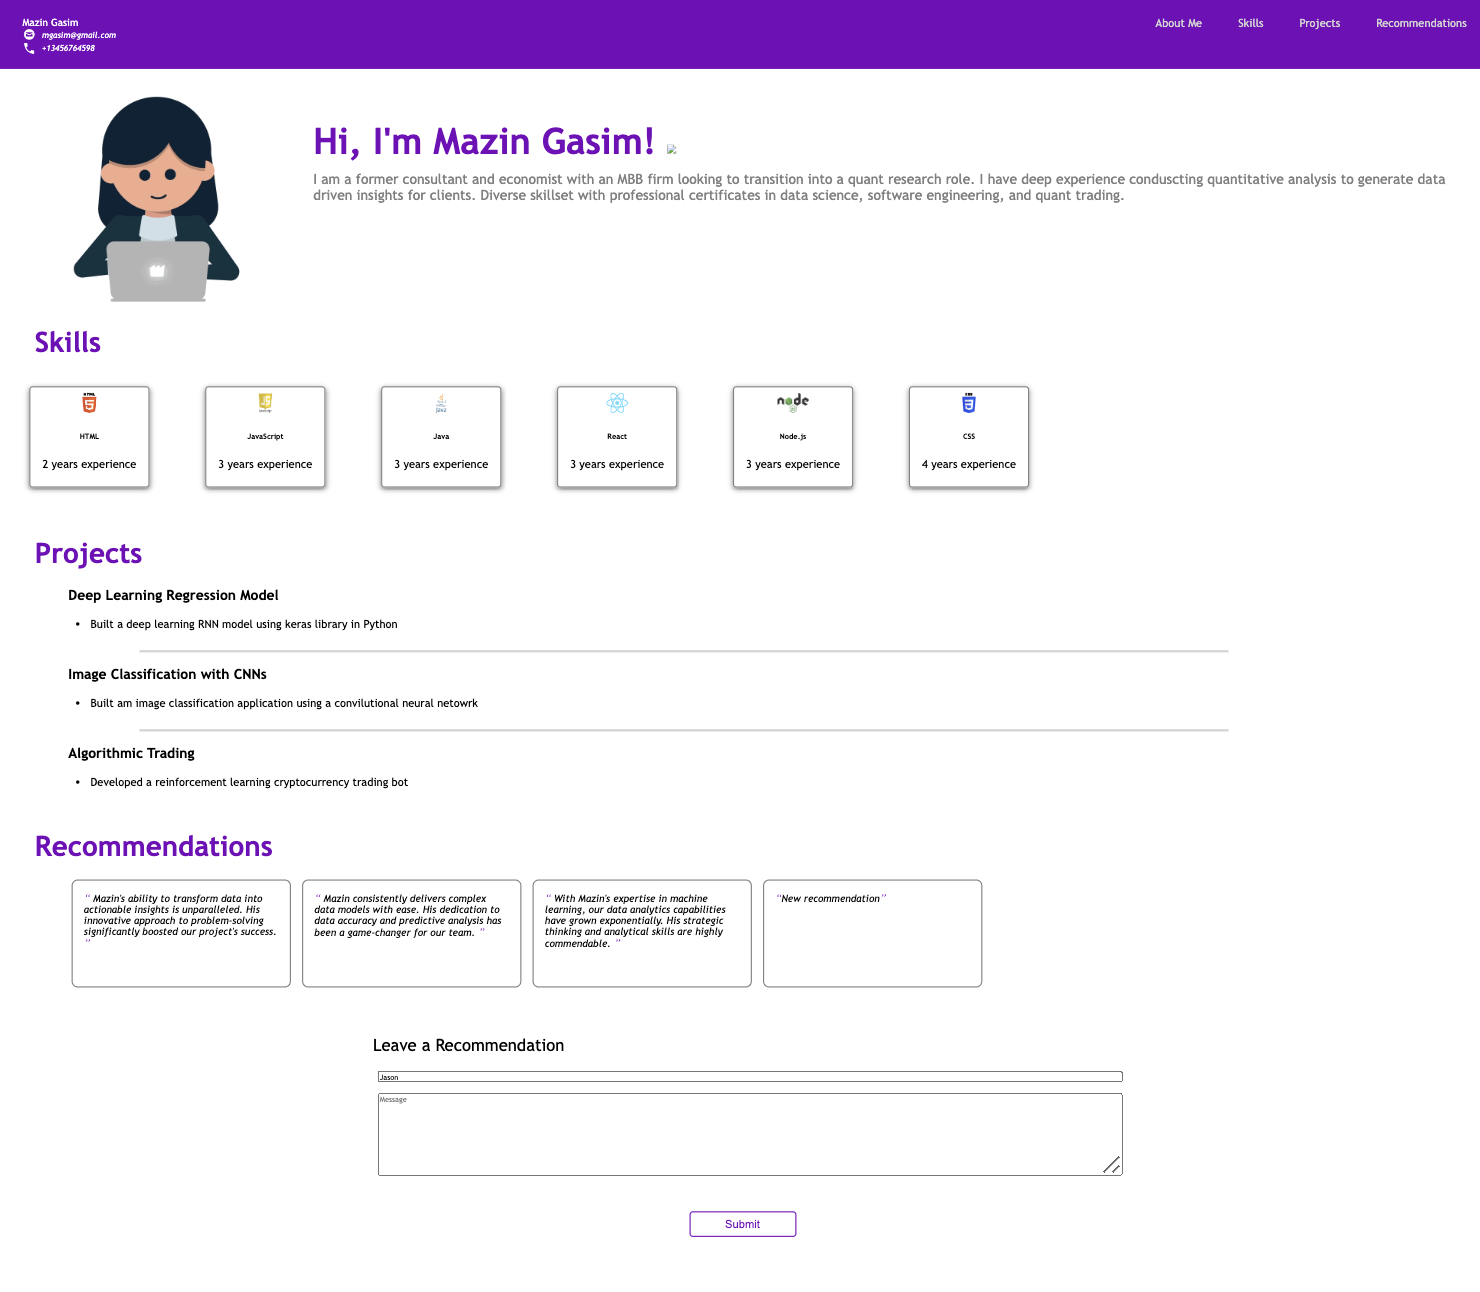 Mazin Gasim
mgasim@gmail.com
+13456764598
About Me Skills Projects Recommendations
Hi, I'm Mazin Gasim!
I am a former consultant and economist with an MBB firm looking to transition into a quant research role. I have deep experience conduscting quantitative analysis to generate data
driven insights for clients. Diverse skillset with professional certificates in data science, software engineering, and quant trading.
Skills
HTML
5
JS
JavaScript
Java
node
JS
CSS
3
HTML JavaScript Java React Node.js CSS
2 years experience 3 years experience 3 years experience 3 years experience 3 years experience 4 years experience
Projects
Deep Learning Regression Model
• Built a deep learning RNN model using keras library in Python
Image Classification with CNNs
• Built am image classification application using a convilutional neural netowrk
Algorithmic Trading
• Developed a reinforcement learning cryptocurrency trading bot
Recommendations
“ Mazin's ability to transform data into
actionable insights is unparalleled. His
innovative approach to problem-solving
significantly boosted our project's success.
”
“ Mazin consistently delivers complex
data models with ease. His dedication to
data accuracy and predictive analysis has
been a game-changer for our team. ”
“ With Mazin's expertise in machine
learning, our data analytics capabilities
have grown exponentially. His strategic
thinking and analytical skills are highly
commendable. ”
“New recommendation”
Leave a Recommendation
Jason
Message
Submit